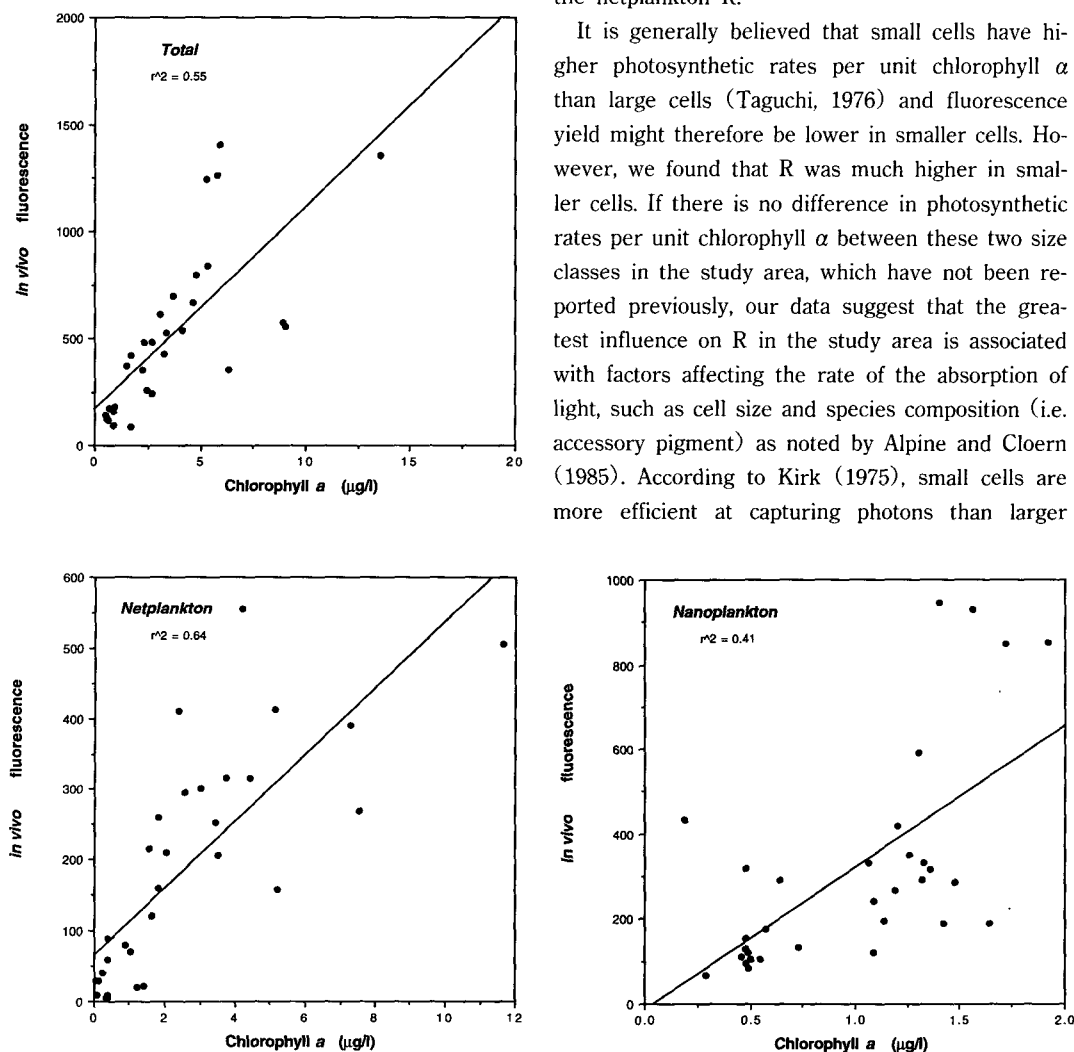 the netplankton R.
It is generally believed that small cells have hi-
gher photosynthetic rates per unit chlorophyll α
than large cells (Taguchi, 1976) and fluorescence
yield might therefore be lower in smaller cells. Ho-
wever, we found that R was much higher in smal-
ler cells. If there is no difference in photosynthetic
rates per unit chlorophyll α between these two size
classes in the study area, which have not been re-
ported previously, our data suggest that the grea-
test influence on R in the study area is associated
with factors affecting the rate of the absorption of
light, such as cell size and species composition (i.e.
accessory pigment) as noted by Alpine and Cloern
(1985). According to Kirk (1975), small cells are
more efficient at capturing photons than larger
Total
r^2 = 0.55
In vivo fluorescence
2000
1500
1000
500
0
0 5 10 15 20
Chlorophyll a (µg/l)
Netplankton
r^2 = 0.64
in vivo fluorescence
600
500
400
300
200
100
0
0 2 4 6 8 10 12
Chlorophyll a (µg/l)
Nanoplankton
r^2 = 0.41
In vivo fluorescence
1000
800
600
400
200
0
0.0 0.5 1.0 1.5 2.0
Chlorophyll a (µg/l)